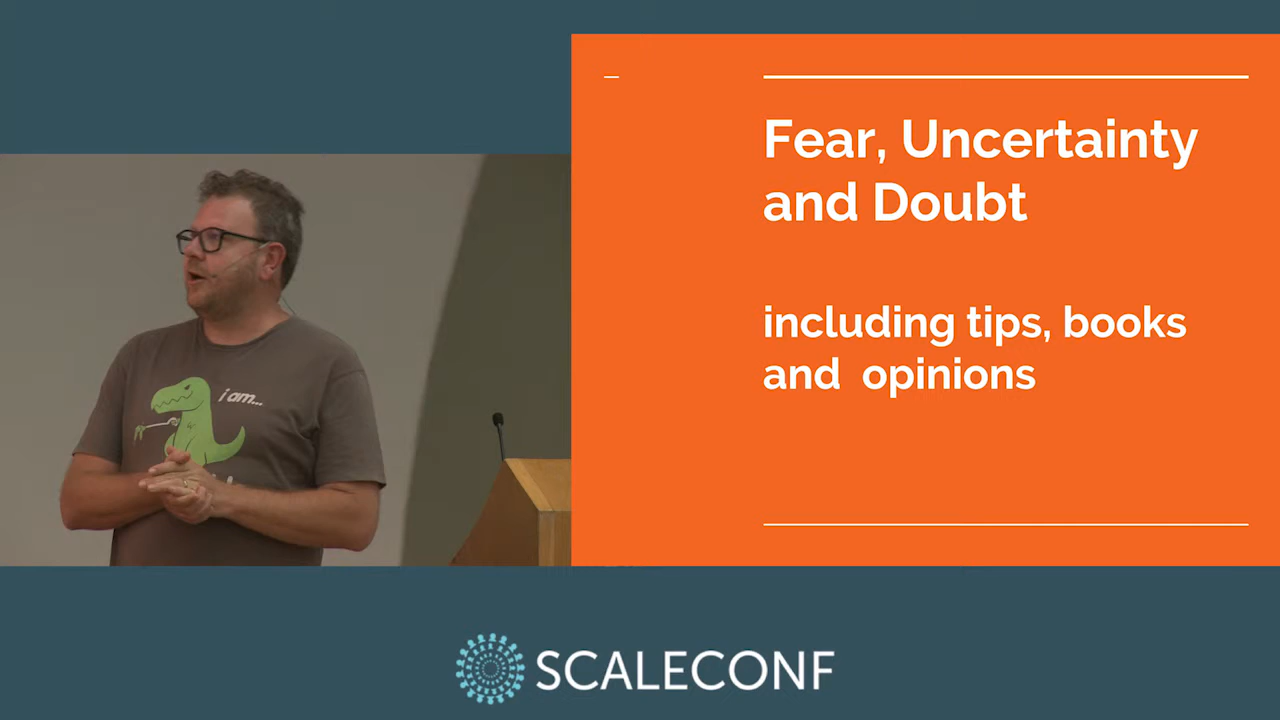 Fear, Uncertainty
and Doubt
including tips, books
and opinions
i am...
SCALECONF